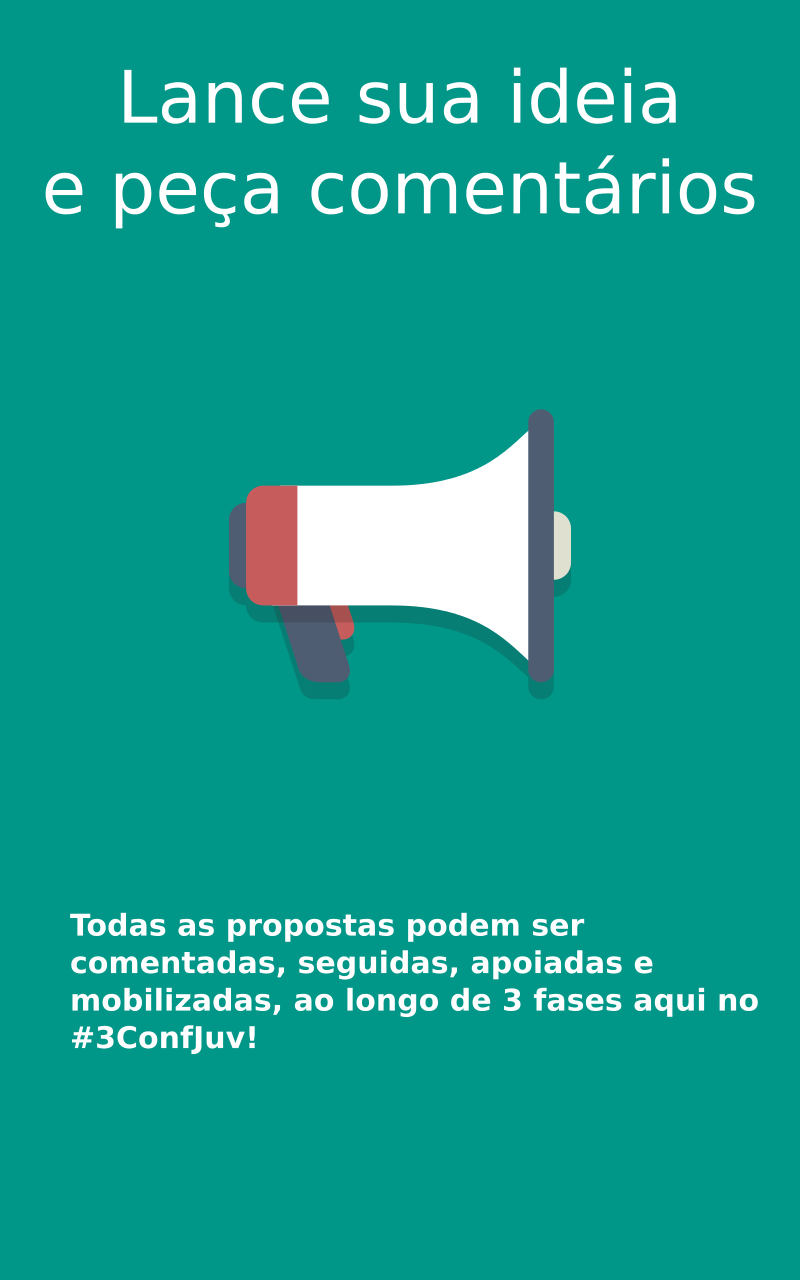 Lance sua ideia
e peça comentários
Todas as propostas podem ser
comentadas, seguidas, apoiadas e
mobilizadas, ao longo de 3 fases aqui no
#3ConfJuv!